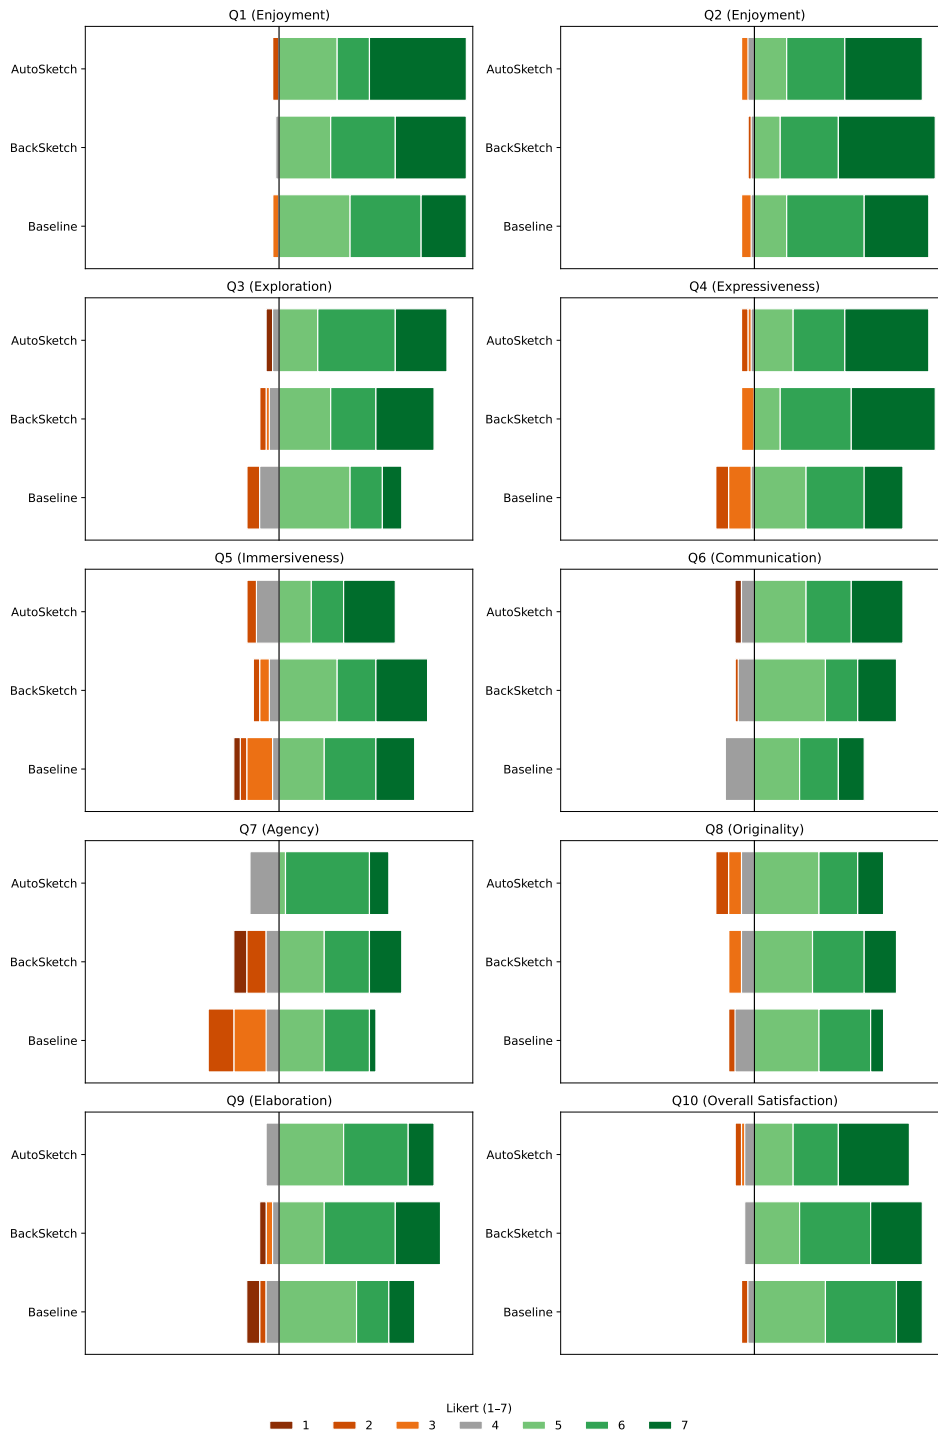 Q1 (Enjoyment)
AutoSketch
BackSketch
Baseline
Q2 (Enjoyment)
AutoSketch
BackSketch
Baseline
Q3 (Exploration)
AutoSketch
BackSketch
Baseline
Q4 (Expressiveness)
AutoSketch
BackSketch
Baseline
Q5 (Immersiveness)
AutoSketch
BackSketch
Baseline
Q6 (Communication)
AutoSketch
BackSketch
Baseline
Q7 (Agency)
AutoSketch
BackSketch
Baseline
Q8 (Originality)
AutoSketch
BackSketch
Baseline
Q9 (Elaboration)
AutoSketch
BackSketch
Baseline
Q10 (Overall Satisfaction)
AutoSketch
BackSketch
Baseline
Likert (1–7)
1 2 3 4 5 6 7